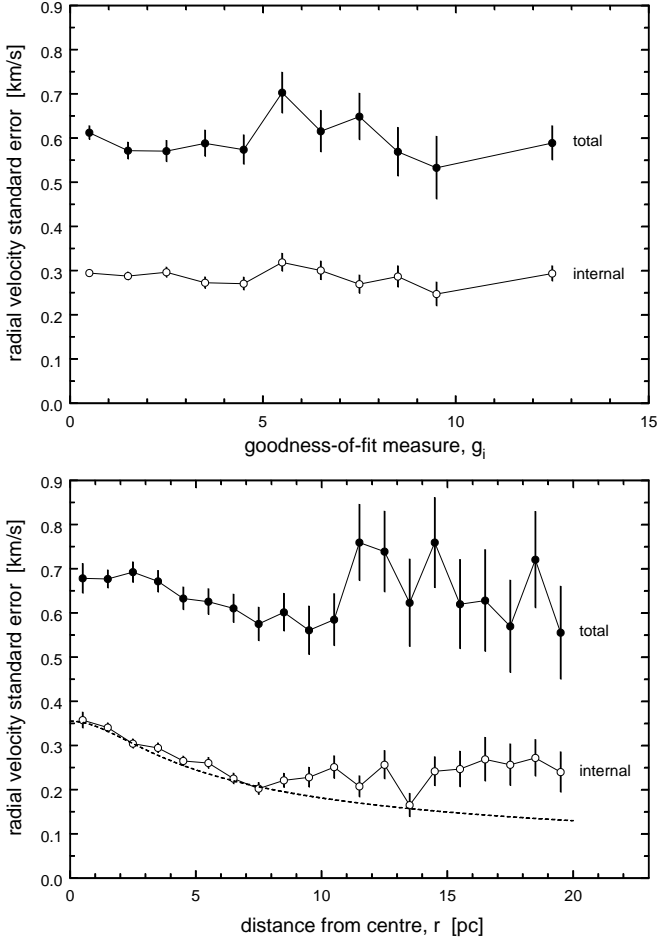 0.9
0.8
0.7
0.6
0.5
0.4
0.3
0.2
0.1
0.0
radial velocity standard error [km/s]
total
internal
0 5 10 15
goodness-of-fit measure, gᵢ
0.9
0.8
0.7
0.6
0.5
0.4
0.3
0.2
0.1
0.0
radial velocity standard error [km/s]
total
internal
0 5 10 15 20
distance from centre, r [pc]